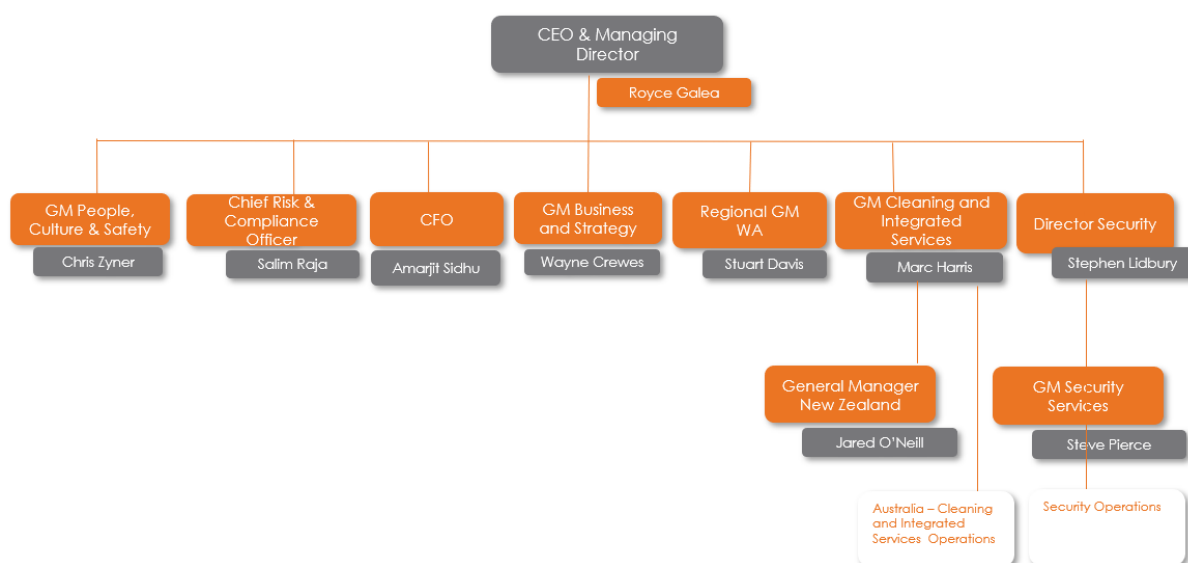 CEO & Managing
Director
Royce Galea
GM People,
Culture & Safety
Chris Zyner
Chief Risk &
Compliance
Officer
Salim Raja
CFO
Amarjit Sidhu
GM Business
and Strategy
Wayne Crewes
Regional GM
WA
Stuart Davis
GM Cleaning and
Integrated
Services
Marc Harris
Director Security
Stephen Lidbury
General Manager
New Zealand
Jared O’Neill
GM Security
Services
Steve Pierce
Australia – Cleaning
and Integrated
Services Operations
Security Operations